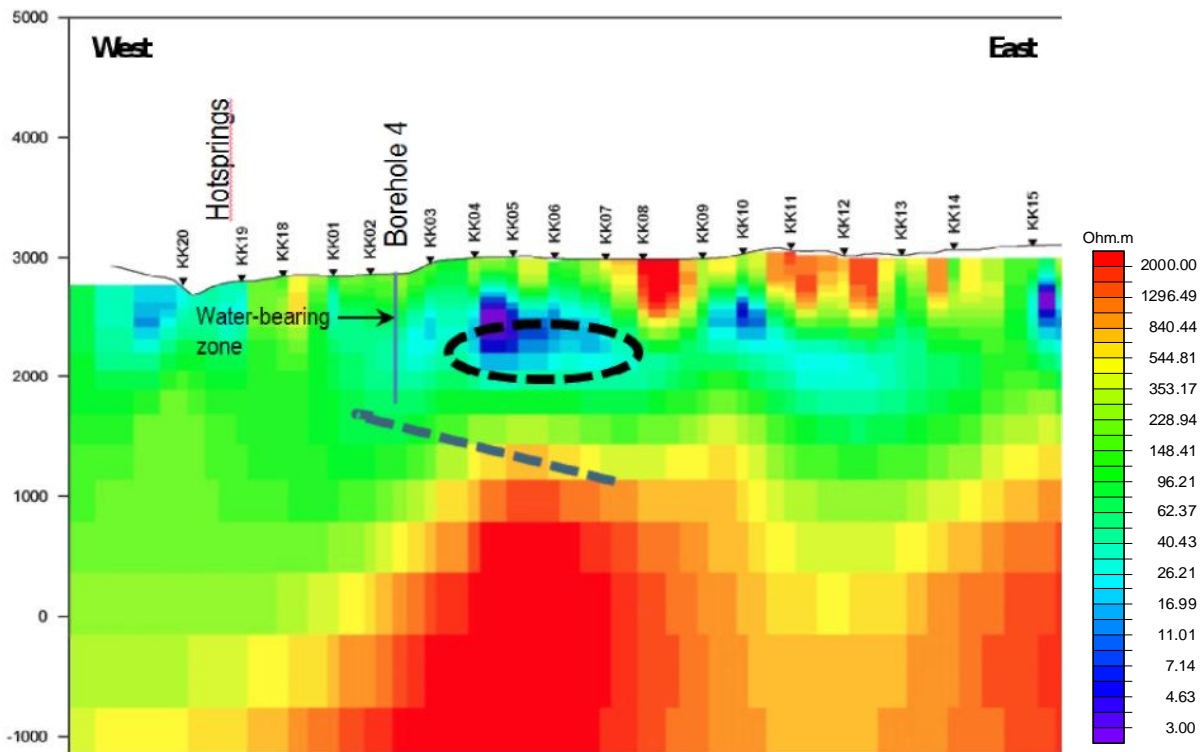 5000
West
East
4000
Hotsprings
Borehole 4
KK20
KK19
KK18
KK01
KK02
KK03
KK04
KK05
KK06
KK07
KK08
KK09
KK10
KK11
KK12
KK13
KK14
KK15
3000
Water-bearing
zone
2000
1000
0
-1000
Ohm.m
2000.00
1296.49
840.44
544.81
353.17
228.94
148.41
96.21
62.37
40.43
26.21
16.99
11.01
7.14
4.63
3.00